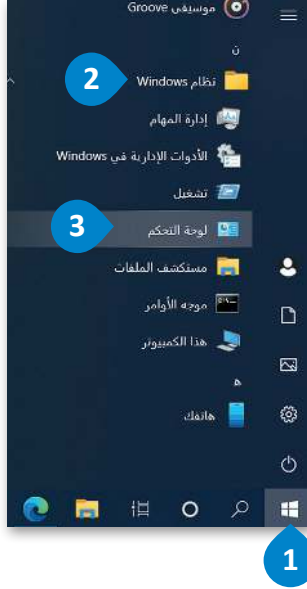 موسيقى Groove
ن
2 نظام Windows
إدارة المهام
الأدوات الإدارية في Windows
تشغيل
3 لوحة التحكم
مستكشف الملفات
موجه الأوامر
هذا الكمبيوتر
ه
هاتفك
1